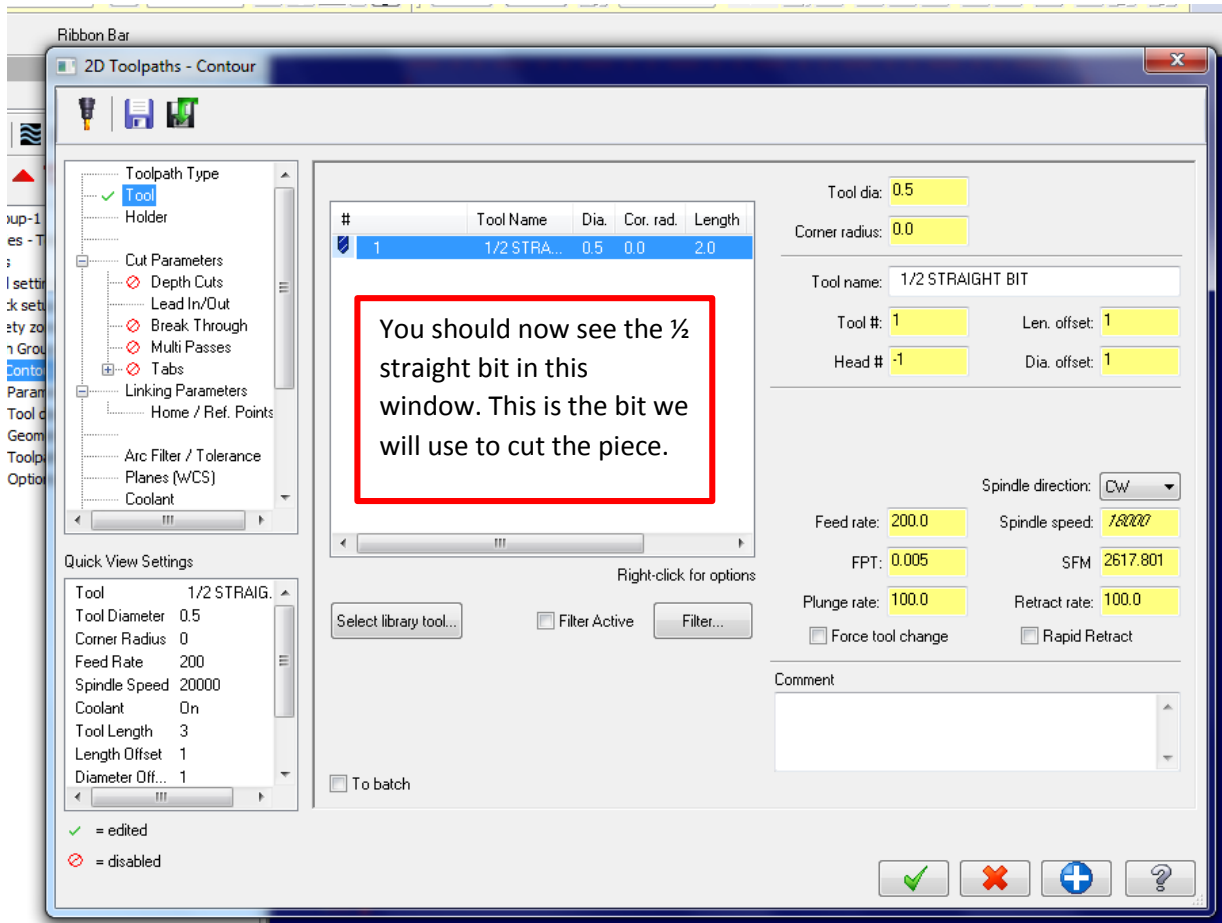 Ribbon Bar
2D Toolpaths - Contour
Toolpath Type
Tool
Holder
Cut Parameters
Depth Cuts
Lead In/Out
Break Through
Multi Passes
Tabs
Linking Parameters
Home / Ref. Points
Arc Filter / Tolerance
Planes (WCS)
Coolant
Quick View Settings
Tool 1/2 STRAIG.
Tool Diameter 0.5
Corner Radius 0
Feed Rate 200
Spindle Speed 20000
Coolant On
Tool Length 3
Length Offset 1
Diameter Off... 1
= edited
= disabled
# Tool Name Dia. Cor. rad. Length
1 1/2 STRA... 0.5 0.0 2.0
You should now see the ½
straight bit in this
window. This is the bit we
will use to cut the piece.
Right-click for options
Select library tool...
Filter Active
Filter...
To batch
Tool dia: 0.5
Corner radius: 0.0
Tool name: 1/2 STRAIGHT BIT
Tool #: 1 Len. offset: 1
Head # -1 Dia. offset: 1
Spindle direction: CW
Feed rate: 200.0 Spindle speed: 18000
FPT: 0.005 SFM 2617.801
Plunge rate: 100.0 Retract rate: 100.0
Force tool change Rapid Retract
Comment